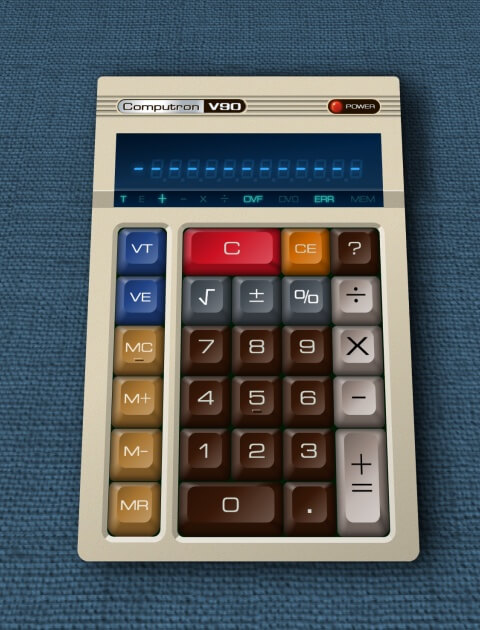 Computron V90 POWER
-------------
T E + - × ÷ OVF OVD ERR MEM
VT C CE ?
VE √ ± % ÷
MC 7 8 9 X
M+ 4 5 6 -
M- 1 2 3 + =
MR 0 .